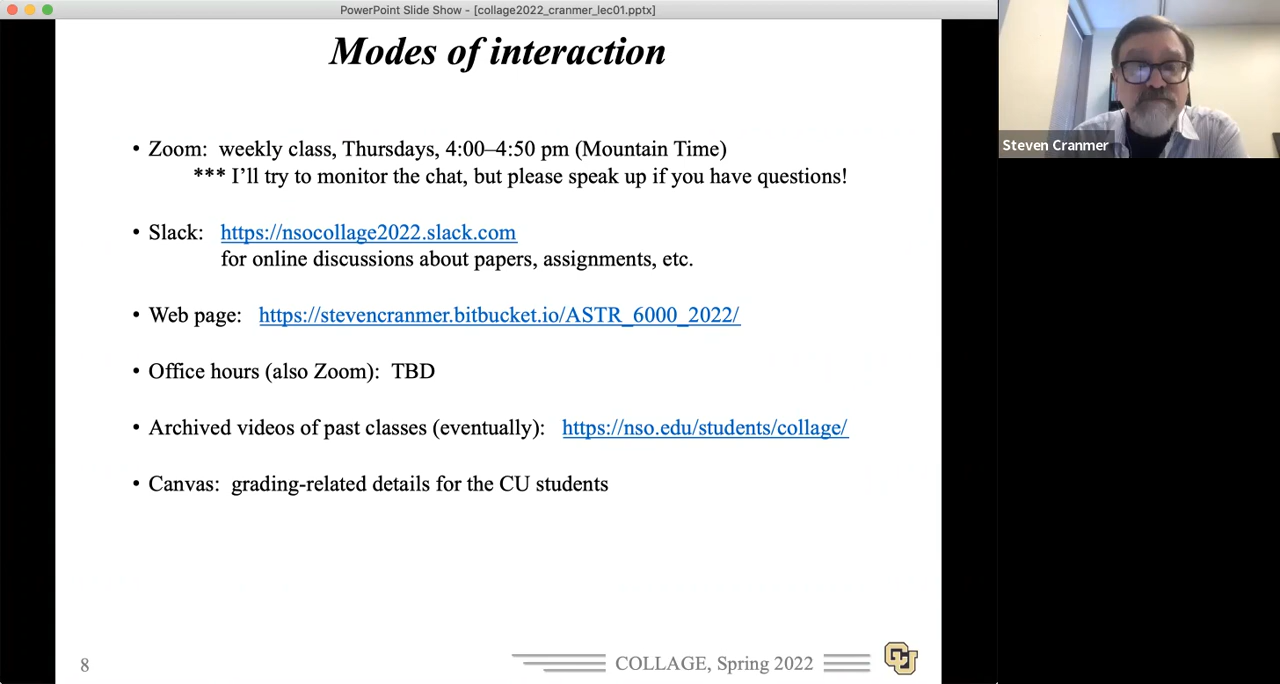 PowerPoint Slide Show - [collage2022_cranmer_lec01.pptx]
Modes of interaction
• Zoom: weekly class, Thursdays, 4:00–4:50 pm (Mountain Time)
*** I’ll try to monitor the chat, but please speak up if you have questions!
• Slack: https://nsocollage2022.slack.com
for online discussions about papers, assignments, etc.
• Web page: https://stevencranmer.bitbucket.io/ASTR_6000_2022/
• Office hours (also Zoom): TBD
• Archived videos of past classes (eventually): https://nso.edu/students/collage/
• Canvas: grading-related details for the CU students
8
COLLAGE, Spring 2022
CU
Steven Cranmer